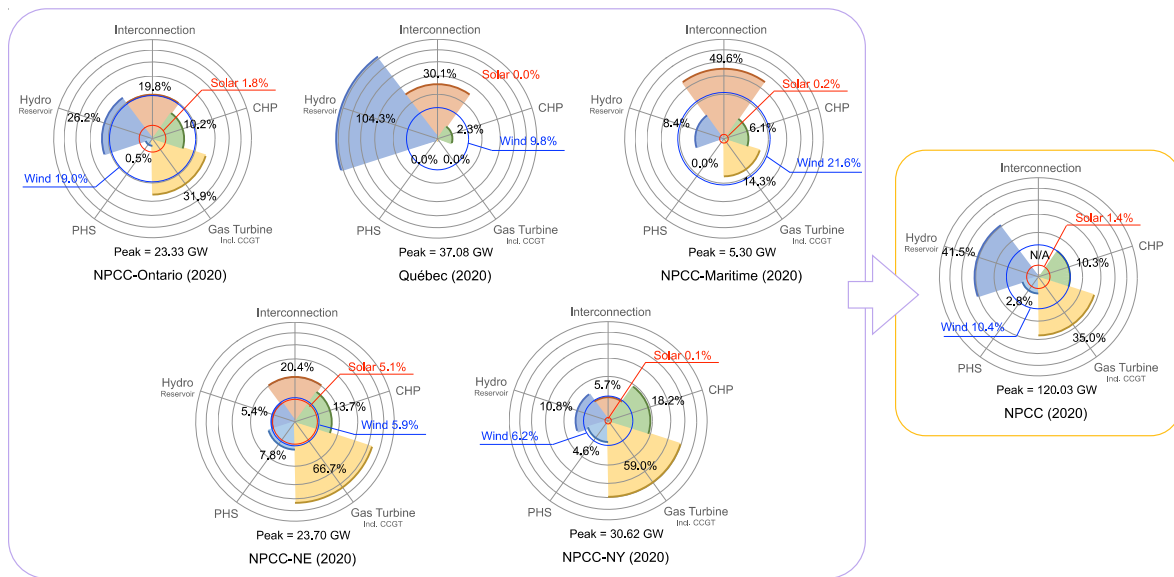 Interconnection
19.8%
Solar 1.8%
CHP
10.2%
Hydro
Reservoir
26.2%
0.5%
Wind 19.0%
31.9%
PHS
Gas Turbine
Incl. CCGT
Peak = 23.33 GW
NPCC-Ontario (2020)
Interconnection
30.1%
Solar 0.0%
CHP
2.3%
Hydro
Reservoir
104.3%
Wind 9.8%
0.0%
0.0%
PHS
Gas Turbine
Incl. CCGT
Peak = 37.08 GW
Québec (2020)
Interconnection
49.6%
Solar 0.2%
CHP
6.1%
Hydro
Reservoir
8.4%
0.0%
Wind 21.6%
14.3%
PHS
Gas Turbine
Incl. CCGT
Peak = 5.30 GW
NPCC-Maritime (2020)
Interconnection
20.4%
Solar 5.1%
CHP
13.7%
Hydro
Reservoir
5.4%
Wind 5.9%
7.8%
66.7%
PHS
Gas Turbine
Incl. CCGT
Peak = 23.70 GW
NPCC-NE (2020)
Interconnection
5.7%
Solar 0.1%
CHP
18.2%
Hydro
Reservoir
10.8%
Wind 6.2%
4.6%
59.0%
PHS
Gas Turbine
Incl. CCGT
Peak = 30.62 GW
NPCC-NY (2020)
Interconnection
N/A
Solar 1.4%
CHP
10.3%
Hydro
Reservoir
41.5%
2.8%
Wind 10.4%
35.0%
PHS
Gas Turbine
Incl. CCGT
Peak = 120.03 GW
NPCC (2020)